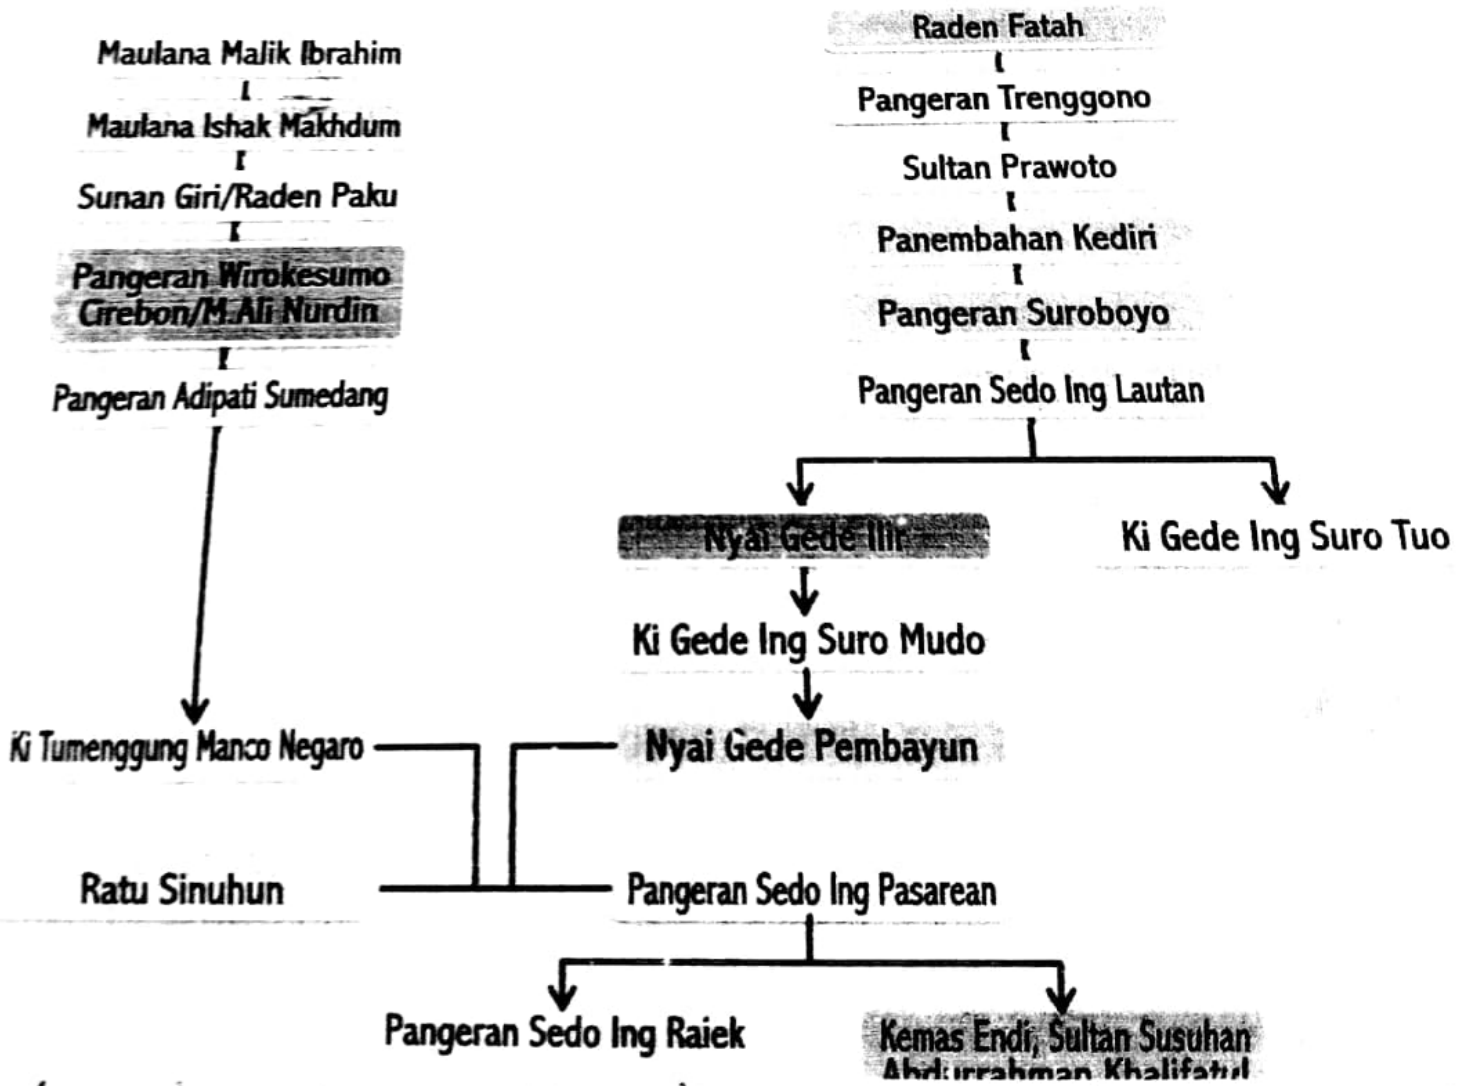 Maulana Malik Ibrahim
Maulana Ishak Makhdum
Sunan Giri/Raden Paku
Pangeran Wirokesumo
Cirebon/M.Ali Nurdin
Pangeran Adipati Sumedang
Raden Fatah
Pangeran Trenggono
Sultan Prawoto
Panembahan Kediri
Pangeran Suroboyo
Pangeran Sedo Ing Lautan
Nyai Gede Ilir
Ki Gede Ing Suro Tuo
Ki Gede Ing Suro Mudo
Ki Tumenggung Manco Negaro
Nyai Gede Pembayun
Ratu Sinuhun
Pangeran Sedo Ing Pasarean
Pangeran Sedo Ing Raiek
Kemas Endi, Sultan Susuhan
Abdurrahman Khalifatul